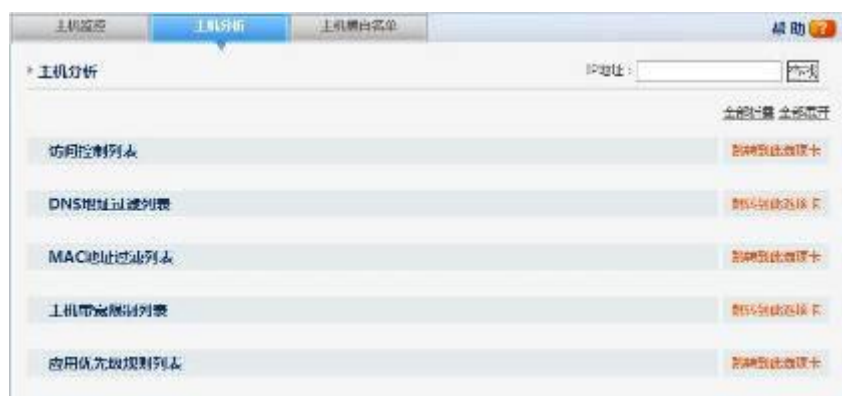 主机监控 主机分析 主机黑白名单 帮助
主机分析 IP地址： 查询
全部折叠 全部展开
访问控制列表 跳转到此选项卡
DNS地址过滤列表 跳转到此选项卡
MAC地址过滤列表 跳转到此选项卡
主机带宽限制列表 跳转到此选项卡
应用优先级规则列表 跳转到此选项卡